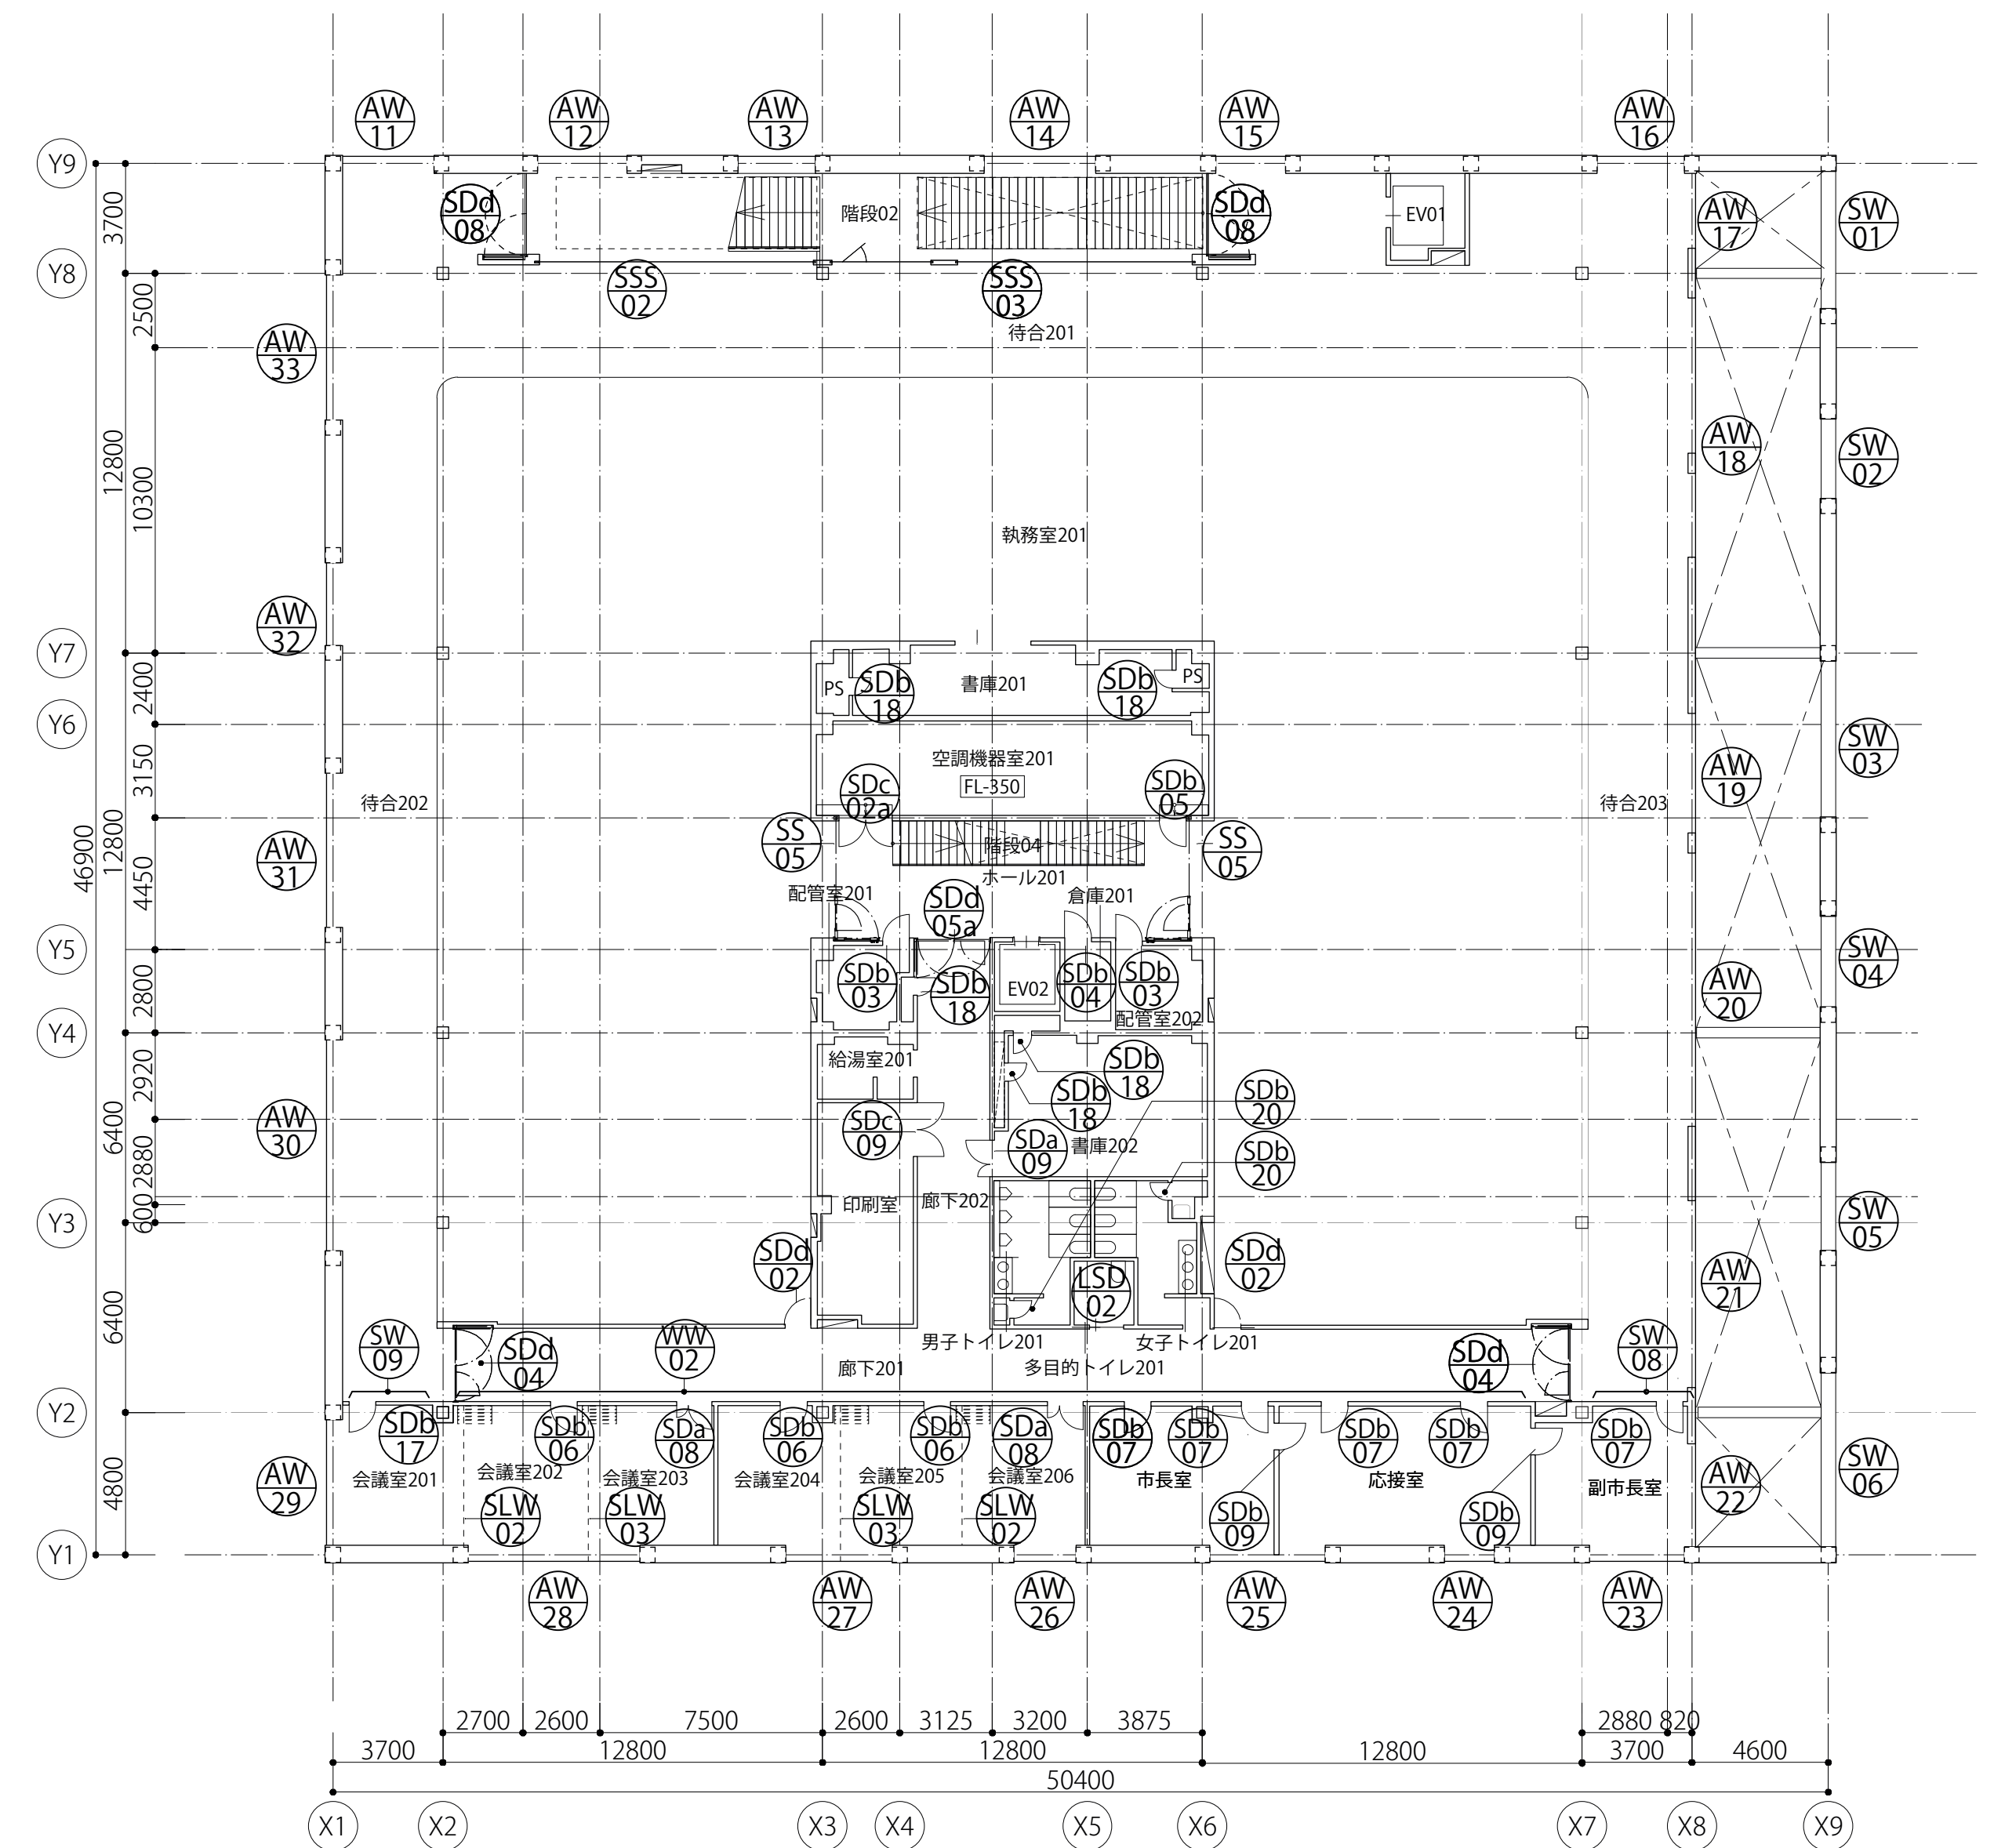 AW
11
AW
12
AW
13
AW
14
AW
15
AW
16
Y9
3700
SDd
08
階段02
SDd
08
EV01
AW
17
SW
01
Y8
SSS
02
SSS
03
2500
待合201
AW
33
12800
10300
AW
18
SW
02
執務室201
AW
32
Y7
2400
PS
SDb
18
書庫201
SDb
18
PS
Y6
3150
空調機器室201
FL-350
SDc
02a
SDb
05
AW
19
SW
03
待合202
待合203
46900
12800
4450
AW
31
SS
05
階段04
SS
05
ホール201
配管室201
倉庫201
SDd
05a
Y5
2800
SDb
03
SDb
18
EV02
SDb
04
SDb
03
AW
20
SW
04
配管室202
Y4
2920
給湯室201
SDb
18
SDb
18
SDb
20
6400
AW
30
SDc
09
SDa
09
書庫202
SDb
20
2880
600
Y3
印刷室
廊下202
SW
05
SDd
02
SDd
02
LSD
02
AW
21
6400
SW
09
SDd
04
WW
02
男子トイレ201
女子トイレ201
廊下201
多目的トイレ201
SDd
04
SW
08
Y2
SDb
17
SDb
06
SDa
08
SDb
06
SDb
06
SDa
08
SDb
07
SDb
07
SDb
07
SDb
07
SDb
07
4800
AW
29
会議室201
会議室202
会議室203
会議室204
会議室205
会議室206
市長室
応接室
副市長室
AW
22
SW
06
SLW
02
SLW
03
SLW
03
SLW
02
SDb
09
SDb
09
Y1
AW
28
AW
27
AW
26
AW
25
AW
24
AW
23
2700 2600 7500 2600 3125 3200 3875 2880 820
3700 12800 12800 12800 3700 4600
50400
X1 X2 X3 X4 X5 X6 X7 X8 X9